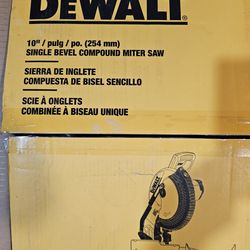 DEWALT®
10" / pulg / po. (254 mm)
SINGLE BEVEL COMPOUND MITER SAW
SIERRA DE INGLETE
COMPUESTA DE BISEL SENCILLO
SCIE À ONGLETS
COMBINÉE À BISEAU UNIQUE